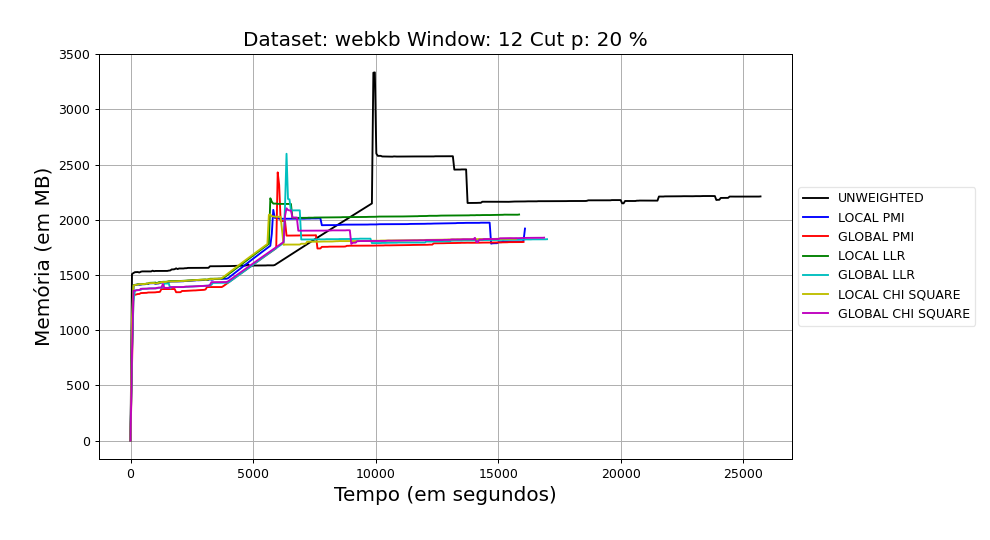 Dataset: webkb Window: 12 Cut p: 20 %
3500
3000
2500
2000
1500
1000
500
0
Memória (em MB)
0 5000 10000 15000 20000 25000
Tempo (em segundos)
UNWEIGHTED
LOCAL PMI
GLOBAL PMI
LOCAL LLR
GLOBAL LLR
LOCAL CHI SQUARE
GLOBAL CHI SQUARE